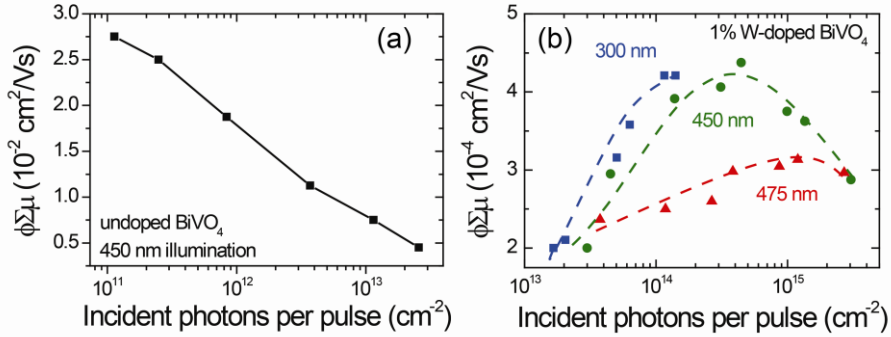 (a)
3.0
2.5
2.0
1.5
1.0
0.5
ϕΣμ (10⁻² cm²/Vs)
undoped BiVO₄
450 nm illumination
10¹¹
10¹²
10¹³
Incident photons per pulse (cm⁻²)
(b)
1% W-doped BiVO₄
5
4
3
2
ϕΣμ (10⁻⁴ cm²/Vs)
300 nm
450 nm
475 nm
10¹³
10¹⁴
10¹⁵
Incident photons per pulse (cm⁻²)